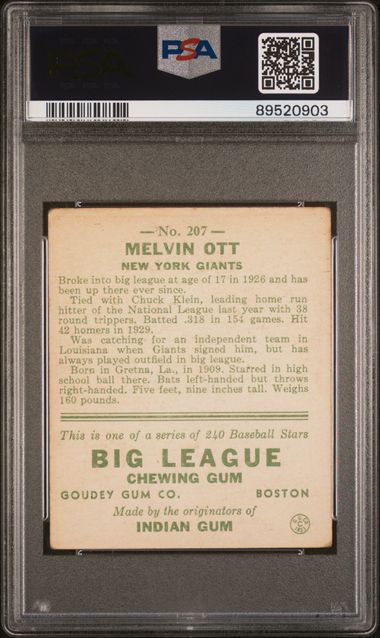 PSA
PSA
89520903
— No. 207 —
MELVIN OTT
NEW YORK GIANTS
Broke into big league at age of 17 in 1926 and has
been up there ever since.
Tied with Chuck Klein, leading home run
hitter of the National League last year with 38
round trippers. Batted .318 in 154 games. Hit
42 homers in 1929.
Was catching for an independent team in
Louisiana when Giants signed him, but has
always played outfield in big league.
Born in Gretna, La., in 1909. Starred in high
school ball there. Bats left-handed but throws
right-handed. Five feet, nine inches tall. Weighs
160 pounds.
This is one of a series of 240 Baseball Stars
BIG LEAGUE
CHEWING GUM
GOUDEY GUM CO. BOSTON
Made by the originators of
INDIAN GUM